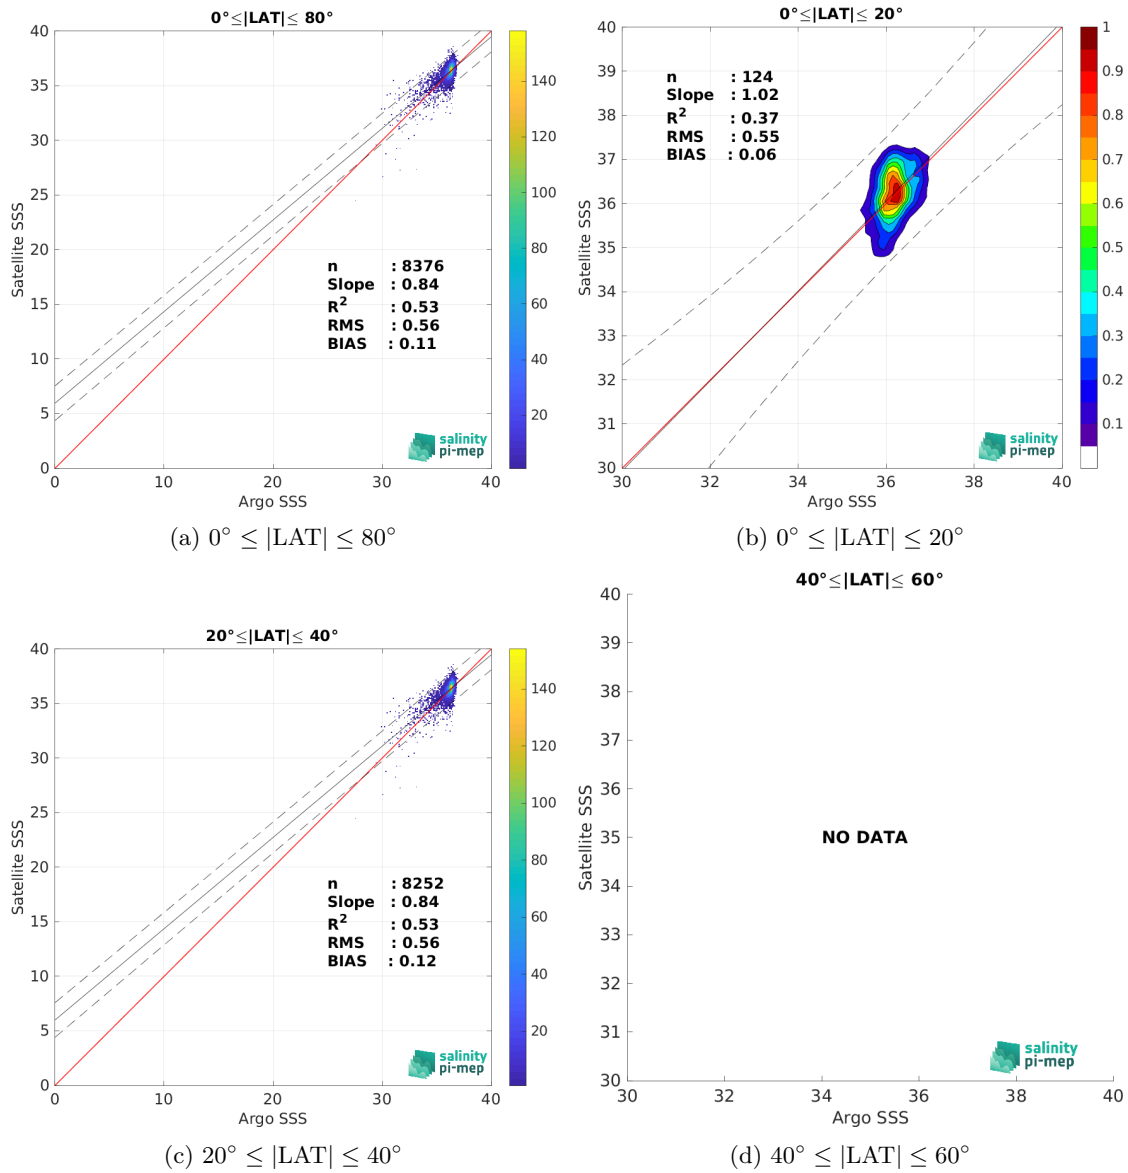 0°≤|LAT|≤ 80°
40
35
30
25
20
15
10
5
0
Satellite SSS
n : 8376
Slope : 0.84
R² : 0.53
RMS : 0.56
BIAS : 0.11
salinity
pi-mep
0 10 20 30 40
Argo SSS
140
120
100
80
60
40
20
(a) 0° ≤ |LAT| ≤ 80°
0°≤|LAT|≤ 20°
40
39
38
37
36
35
34
33
32
31
30
Satellite SSS
n : 124
Slope : 1.02
R² : 0.37
RMS : 0.55
BIAS : 0.06
salinity
pi-mep
30 32 34 36 38 40
Argo SSS
1
0.9
0.8
0.7
0.6
0.5
0.4
0.3
0.2
0.1
(b) 0° ≤ |LAT| ≤ 20°
20°≤|LAT|≤ 40°
40
35
30
25
20
15
10
5
0
Satellite SSS
n : 8252
Slope : 0.84
R² : 0.53
RMS : 0.56
BIAS : 0.12
salinity
pi-mep
0 10 20 30 40
Argo SSS
140
120
100
80
60
40
20
(c) 20° ≤ |LAT| ≤ 40°
40°≤|LAT|≤ 60°
40
39
38
37
36
35
34
33
32
31
30
Satellite SSS
NO DATA
salinity
pi-mep
30 32 34 36 38 40
Argo SSS
(d) 40° ≤ |LAT| ≤ 60°